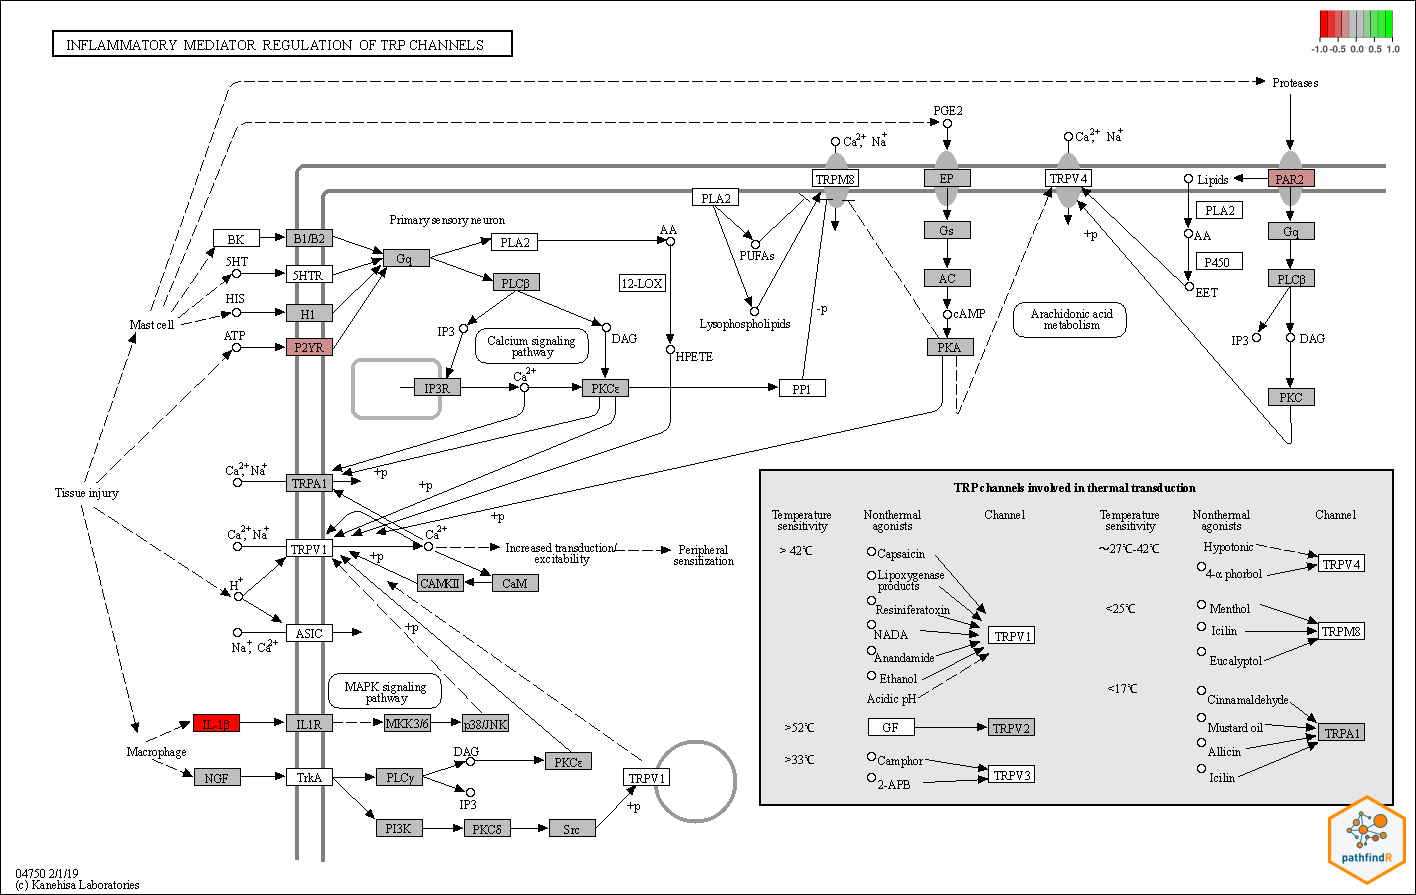 INFLAMMATORY MEDIATOR REGULATION OF TRP CHANNELS
-1.0 -0.5 0.0 0.5 1.0
Proteases
PGE2
Ca2+, Na+
Ca2+, Na+
TRPM8
EP
TRPV4
Lipids
PAR2
PLA2
PLA2
Primary sensory neuron
BK
B1/B2
Gq
PLA2
AA
PUFAs
Gs
+p
AA
Gq
5HT
5HTR
PLCβ
12-LOX
AC
P450
PLCβ
EET
HIS
H1
Mast cell
IP3
Calcium signaling
pathway
DAG
Lysophospholipids
-p
cAMP
Arachidonic acid
metabolism
IP3
DAG
ATP
P2YR
HPETE
PKA
IP3R
Ca2+
PKCε
PP1
PKC
Ca2+, Na+
TRPA1
+p
+p
Tissue injury
+p
Ca2+, Na+
TRPV1
Ca2+
Increased transduction/
excitability
Peripheral
sensitization
+p
H+
CAMKII
CaM
ASIC
Na+, Ca2+
+p
MAPK signaling
pathway
IL-1β
IL1R
MKK3/6
p38/JNK
Macrophage
DAG
PKCε
NGF
TrkA
PLCγ
IP3
TRPV1
+p
PI3K
PKCδ
Src
TRP channels involved in thermal transduction
Temperature
sensitivity
Nonthermal
agonists
Channel
Temperature
sensitivity
Nonthermal
agonists
Channel
> 42℃
Capsaicin
Lipoxygenase
products
Resiniferatoxin
NADA
Anandamide
Ethanol
Acidic pH
TRPV1
>52℃
GF
TRPV2
>33℃
Camphor
2-APB
TRPV3
~27℃-42℃
Hypotonic
4-α phorbol
TRPV4
<25℃
Menthol
Icilin
Eucalyptol
TRPM8
<17℃
Cinnamaldehyde
Mustard oil
Allicin
Icilin
TRPA1
pathfindR
04750 2/1/19
(c) Kanehisa Laboratories